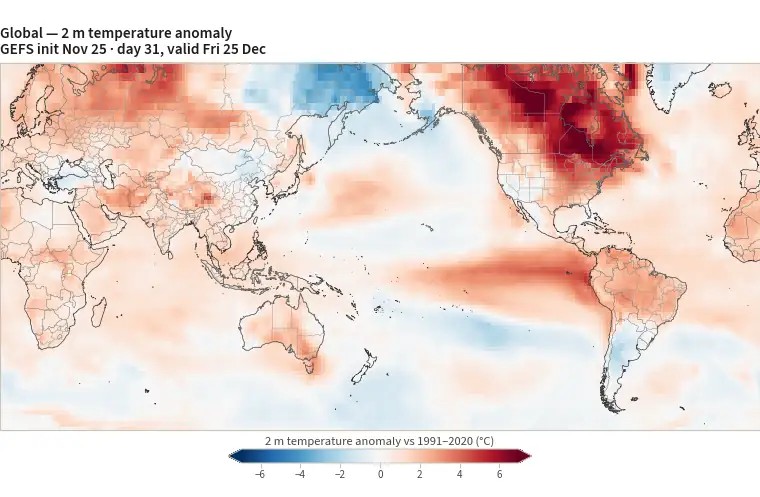 Global — 2 m temperature anomaly
GEFS init Nov 25 · day 31, valid Fri 25 Dec
2 m temperature anomaly vs 1991–2020 (°C)
−6 −4 −2 0 2 4 6